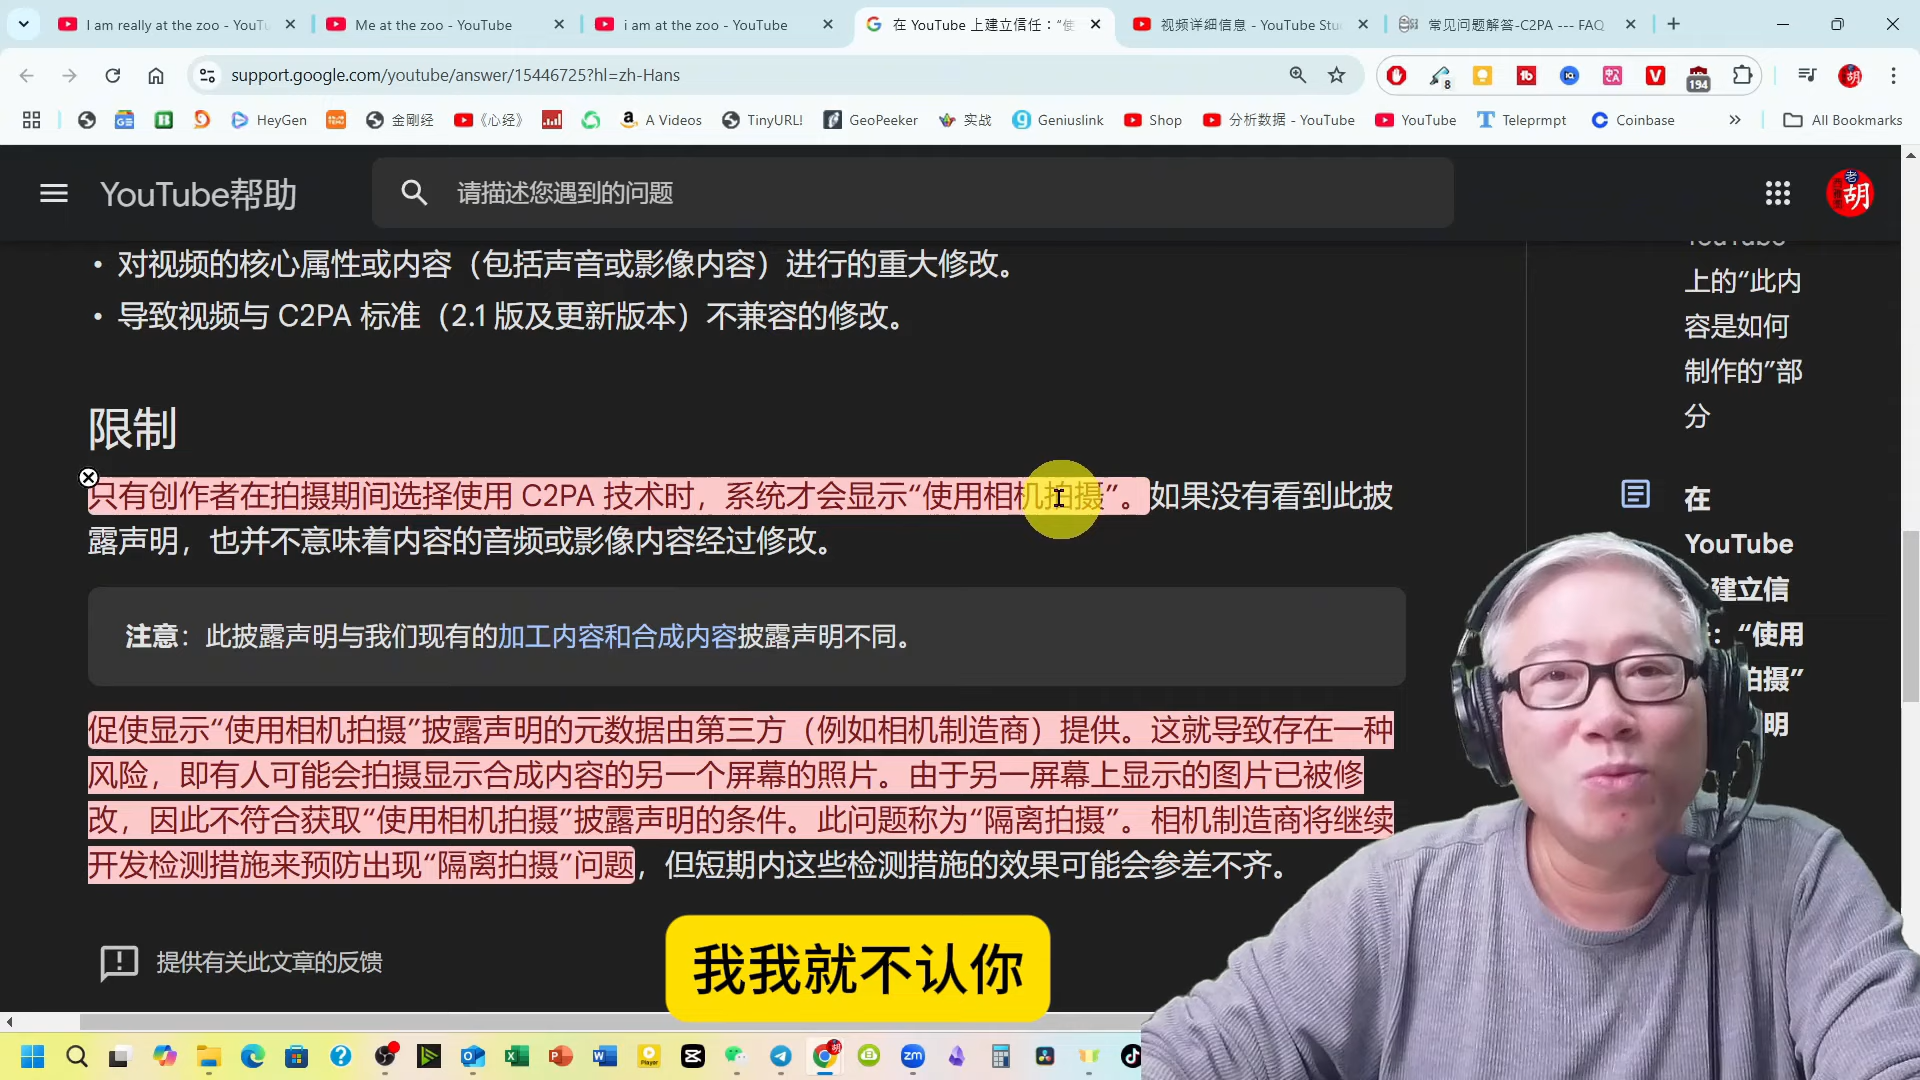 I am really at the zoo - YouTu
Me at the zoo - YouTube
i am at the zoo - YouTube
在 YouTube 上建立信任：“使
视频详细信息 - YouTube Stu
常见问题解答-C2PA --- FAQ
support.google.com/youtube/answer/15446725?hl=zh-Hans
8
194
胡
HeyGen
金刚经
《心经》
A Videos
TinyURL!
GeoPeeker
实战
Geniuslink
Shop
分析数据 - YouTube
YouTube
Teleprmpt
Coinbase
All Bookmarks
YouTube帮助
请描述您遇到的问题
老
胡
对视频的核心属性或内容（包括声音或影像内容）进行的重大修改。
导致视频与 C2PA 标准（2.1 版及更新版本）不兼容的修改。
限制
只有创作者在拍摄期间选择使用 C2PA 技术时，系统才会显示“使用相机拍摄”。如果没有看到此披
露声明，也并不意味着内容的音频或影像内容经过修改。
注意：此披露声明与我们现有的加工内容和合成内容披露声明不同。
促使显示“使用相机拍摄”披露声明的元数据由第三方（例如相机制造商）提供。这就导致存在一种
风险，即有人可能会拍摄显示合成内容的另一个屏幕的照片。由于另一屏幕上显示的图片已被修
改，因此不符合获取“使用相机拍摄”披露声明的条件。此问题称为“隔离拍摄”。相机制造商将继续
开发检测措施来预防出现“隔离拍摄”问题，但短期内这些检测措施的效果可能会参差不齐。
提供有关此文章的反馈
YouTube
上的“此内
容是如何
制作的”部
分
在
YouTube
建立信
：“使用
拍摄”
明
我我就不认你